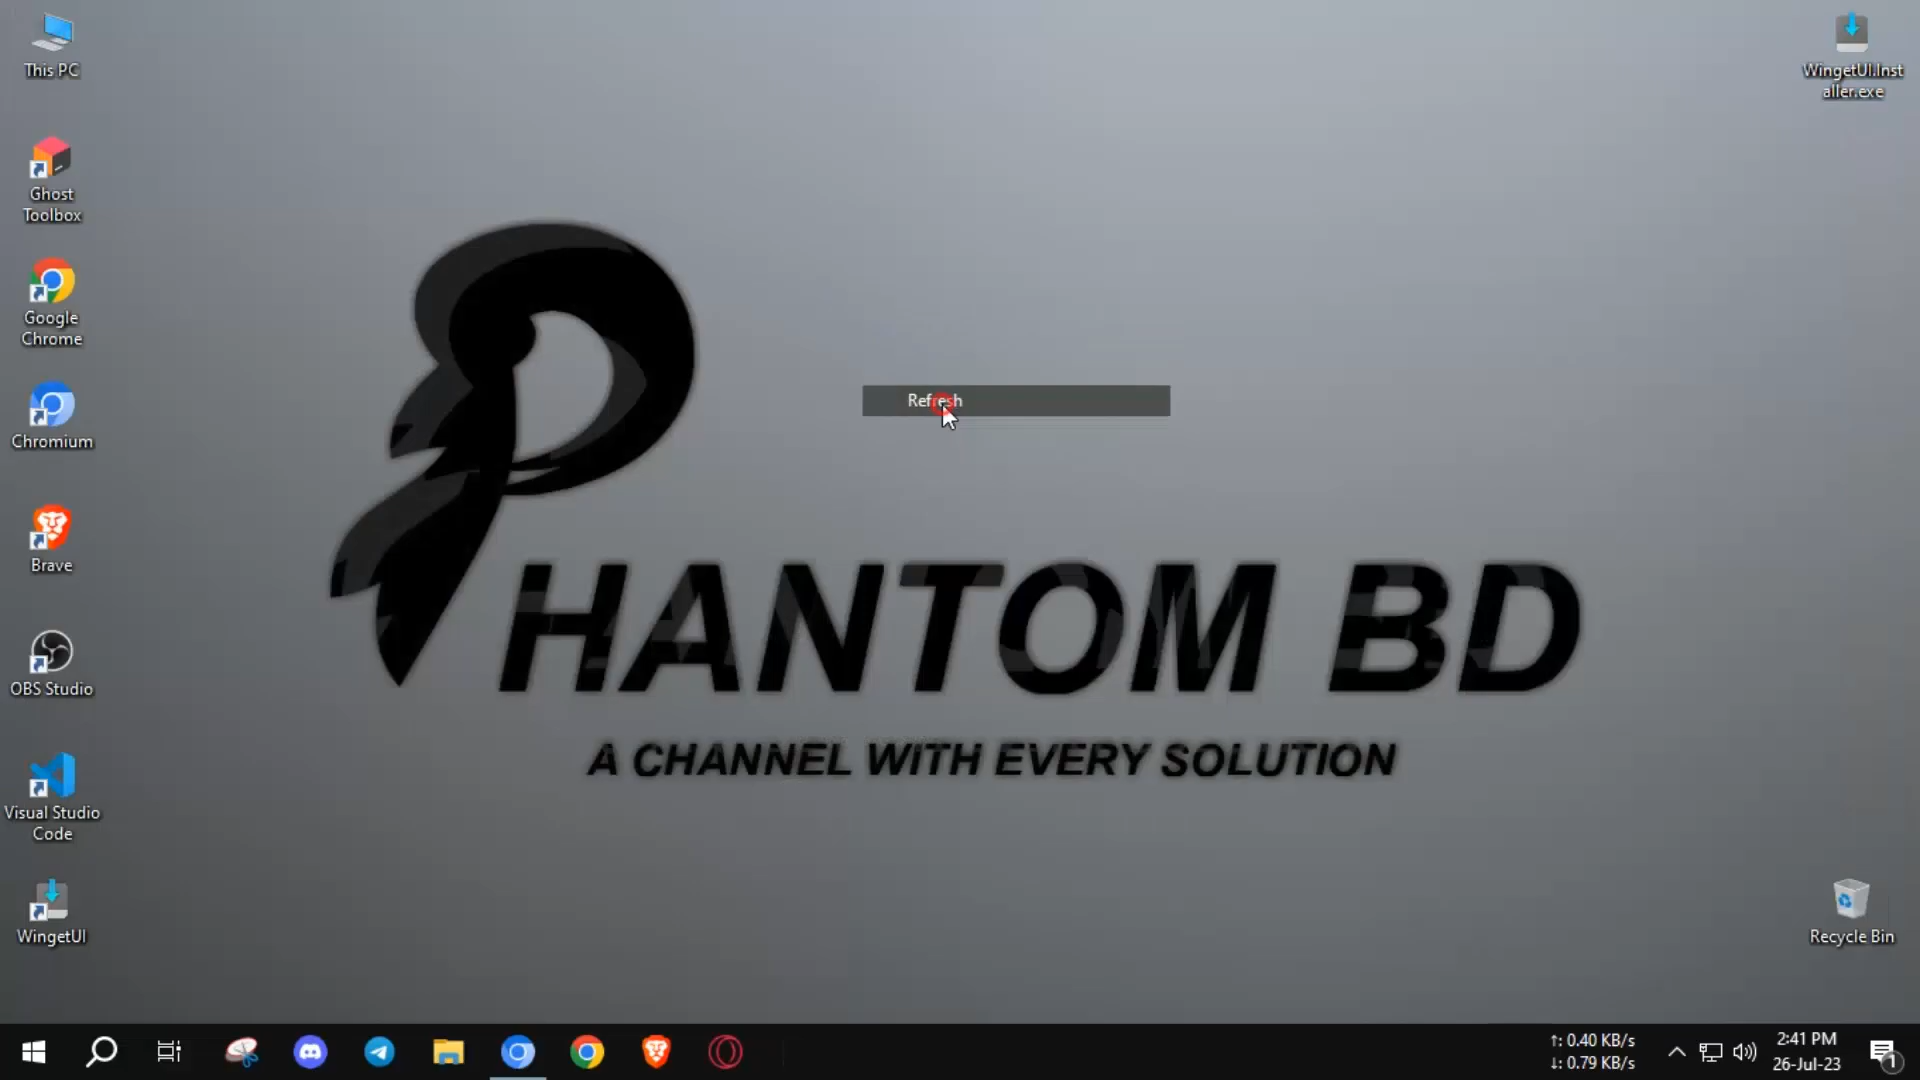 This PC
Ghost
Toolbox
Google
Chrome
Chromium
Brave
OBS Studio
Visual Studio
Code
WingetUI
WingetUI.Inst
aller.exe
Refresh
PHANTOM BD
A CHANNEL WITH EVERY SOLUTION
Recycle Bin
↑: 0.40 KB/s
↓: 0.79 KB/s
2:41 PM
26-Jul-23
1